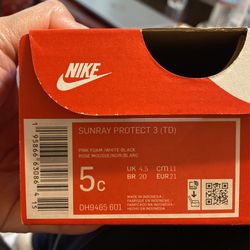 NIKE
SUNRAY PROTECT 3 (TD)
PINK FOAM/WHITE-BLACK
ROSE MOUSSE/NOIR/BLANC
5C
UK 4.5 CM 11
BR 20 EUR 21
DH9465 601
MADE IN INDONESIA